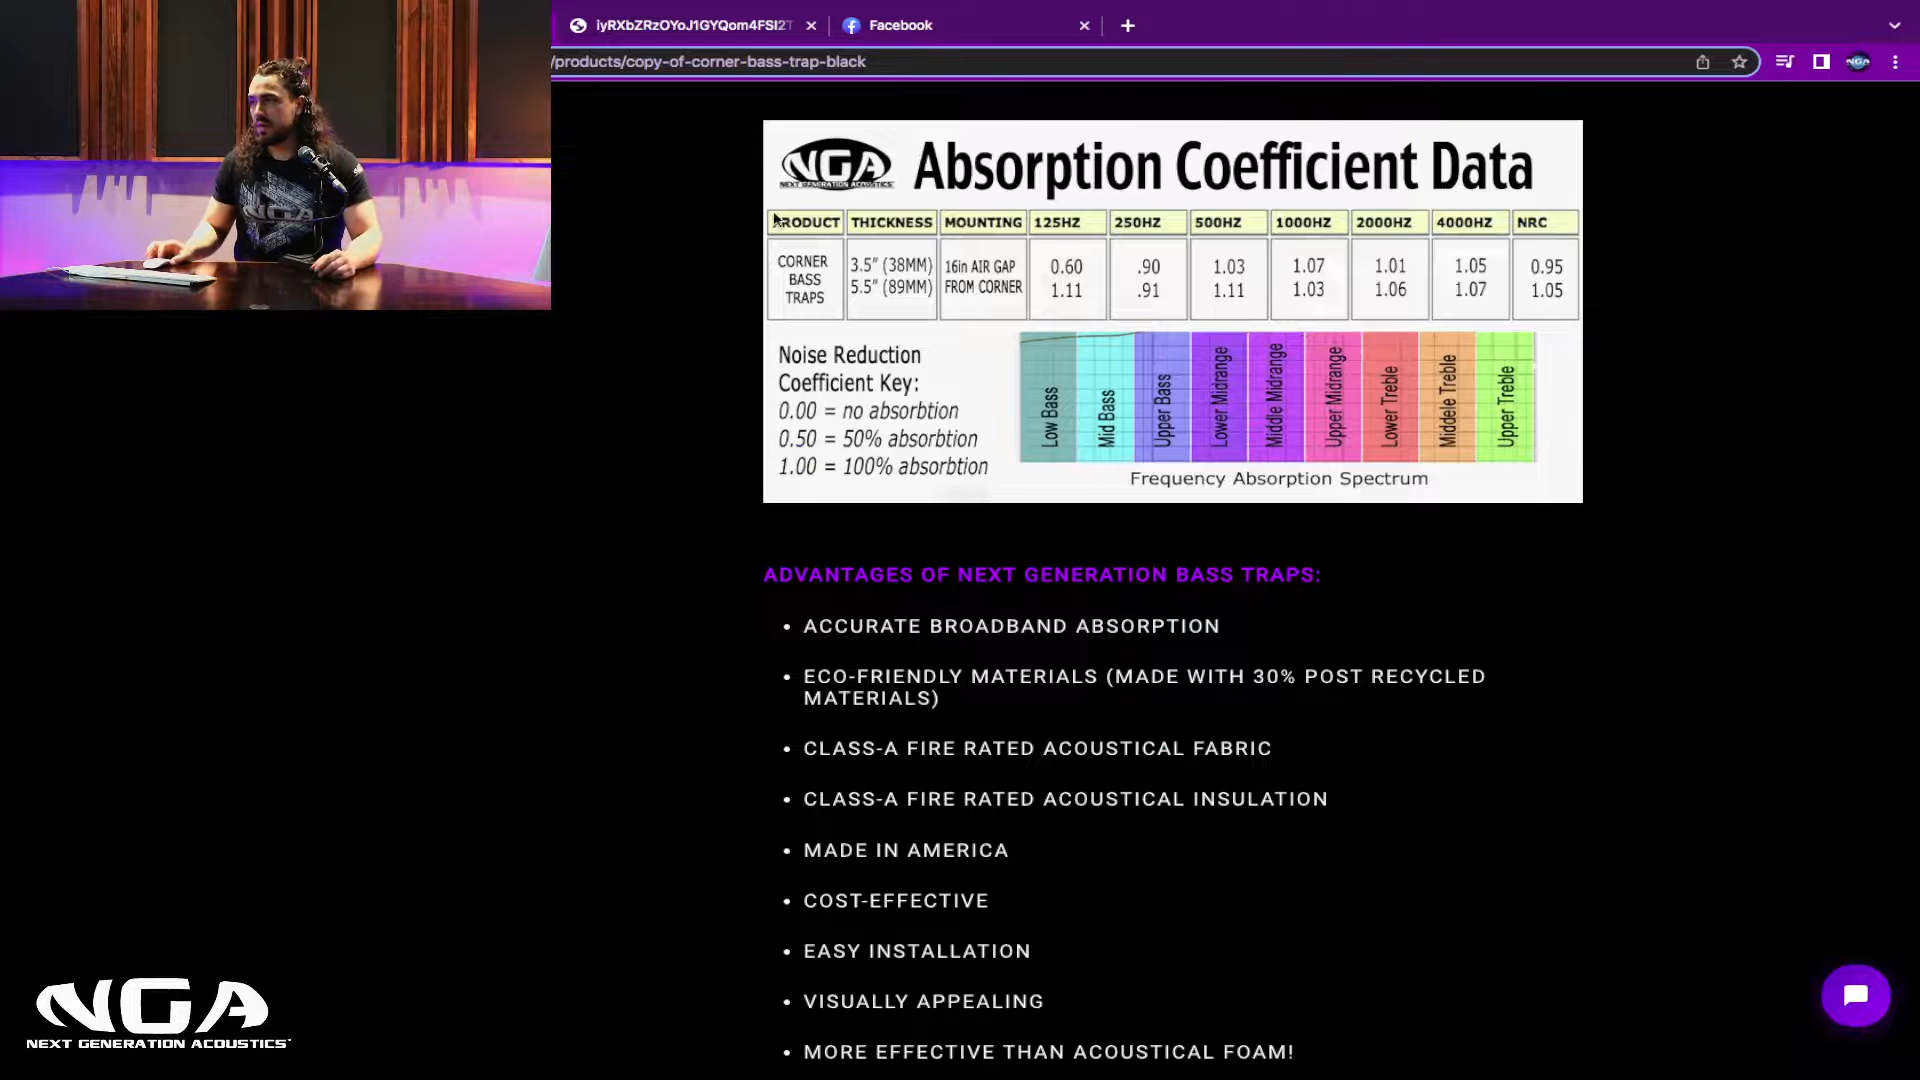 iyRXbZRzOYoJ1GYQom4FSI2T
Facebook
/products/copy-of-corner-bass-trap-black
NGA
NEXT GENERATION ACOUSTICS
Absorption Coefficient Data
PRODUCT THICKNESS MOUNTING 125HZ 250HZ 500HZ 1000HZ 2000HZ 4000HZ NRC
CORNER BASS TRAPS
3.5" (38MM) 16in AIR GAP 0.60 .90 1.03 1.07 1.01 1.05 0.95
5.5" (89MM) FROM CORNER 1.11 .91 1.11 1.03 1.06 1.07 1.05
Noise Reduction
Coefficient Key:
0.00 = no absorbtion
0.50 = 50% absorbtion
1.00 = 100% absorbtion
Low Bass
Mid Bass
Upper Bass
Lower Midrange
Middle Midrange
Upper Midrange
Lower Treble
Middele Treble
Upper Treble
Frequency Absorption Spectrum
ADVANTAGES OF NEXT GENERATION BASS TRAPS:
• ACCURATE BROADBAND ABSORPTION
• ECO-FRIENDLY MATERIALS (MADE WITH 30% POST RECYCLED
MATERIALS)
• CLASS-A FIRE RATED ACOUSTICAL FABRIC
• CLASS-A FIRE RATED ACOUSTICAL INSULATION
• MADE IN AMERICA
• COST-EFFECTIVE
• EASY INSTALLATION
• VISUALLY APPEALING
• MORE EFFECTIVE THAN ACOUSTICAL FOAM!
NGA
NEXT GENERATION ACOUSTICS
NGA